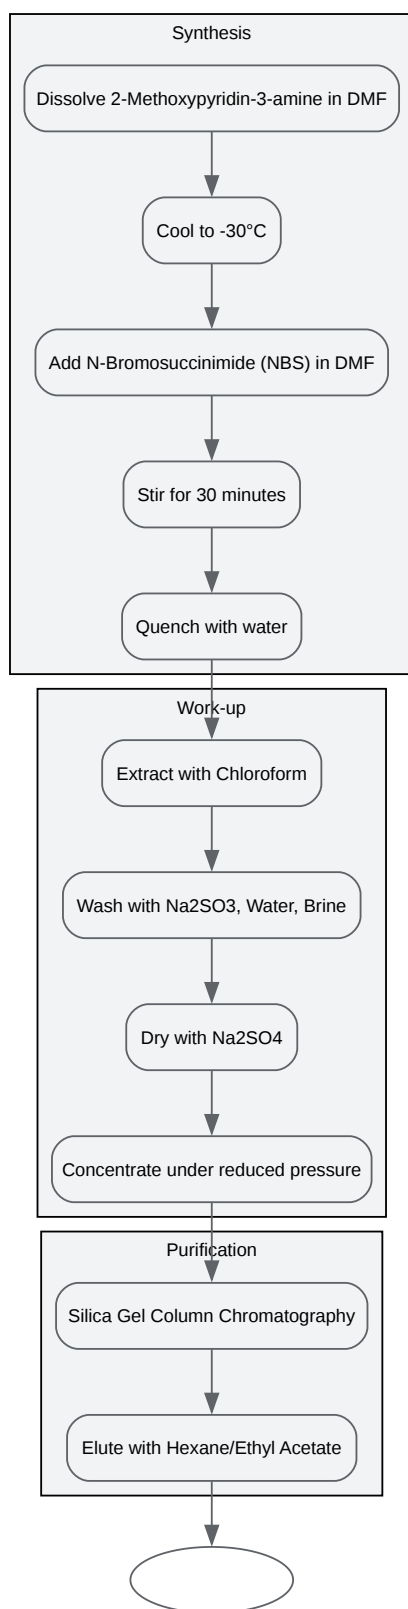 Synthesis
Dissolve 2-Methoxypyridin-3-amine in DMF
Cool to -30°C
Add N-Bromosuccinimide (NBS) in DMF
Stir for 30 minutes
Quench with water
Work-up
Extract with Chloroform
Wash with Na2SO3, Water, Brine
Dry with Na2SO4
Concentrate under reduced pressure
Purification
Silica Gel Column Chromatography
Elute with Hexane/Ethyl Acetate